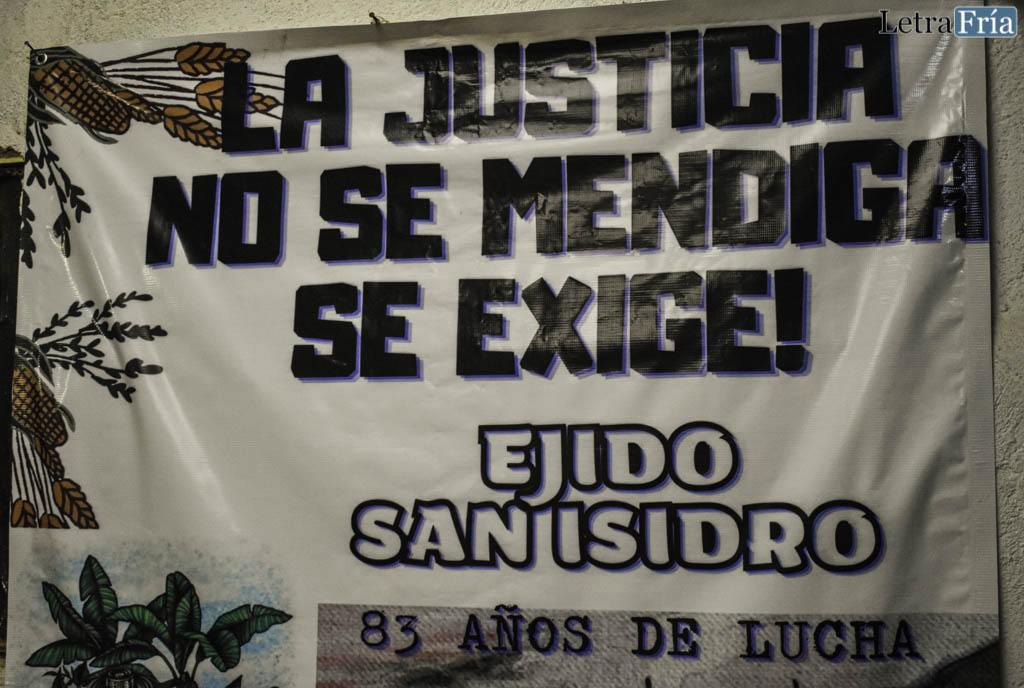 LetraFría
LA JUSTICIA
NO SE MENDIGA
SE EXIGE!
EJIDO
SAN ISIDRO
83 AÑOS DE LUCHA